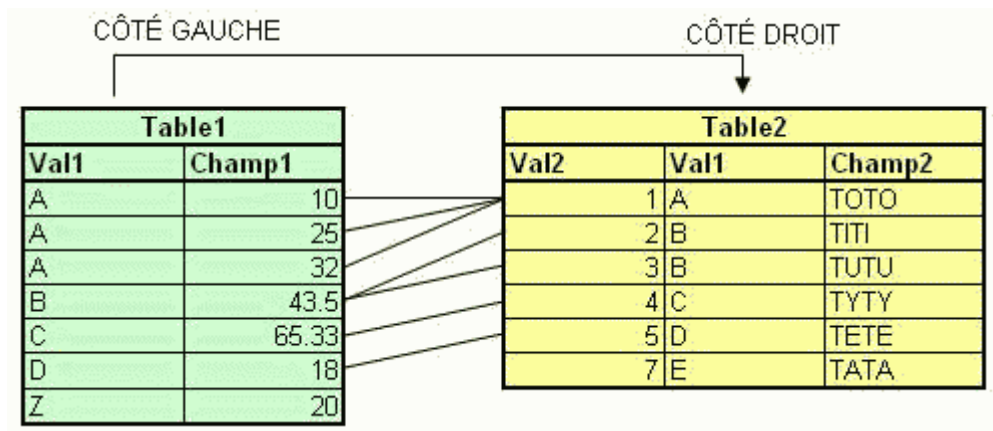 CÔTÉ GAUCHE CÔTÉ DROIT
Table1 Table2
Val1 Champ1 Val2 Val1 Champ2
A 10 1 A TOTO
A 25 2 B TITI
A 32 3 B TUTU
B 43.5 4 C TYTY
C 65.33 5 D TETE
D 18 7 E TATA
Z 20